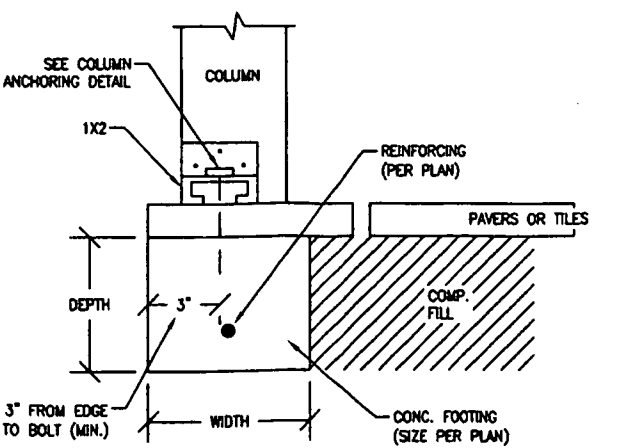 SEE COLUMN
ANCHORING DETAIL
COLUMN
1X2
REINFORCING
(PER PLAN)
PAVERS OR TILES
DEPTH
3"
COMP.
FILL
3" FROM EDGE
TO BOLT (MIN.)
WIDTH
CONC. FOOTING
(SIZE PER PLAN)